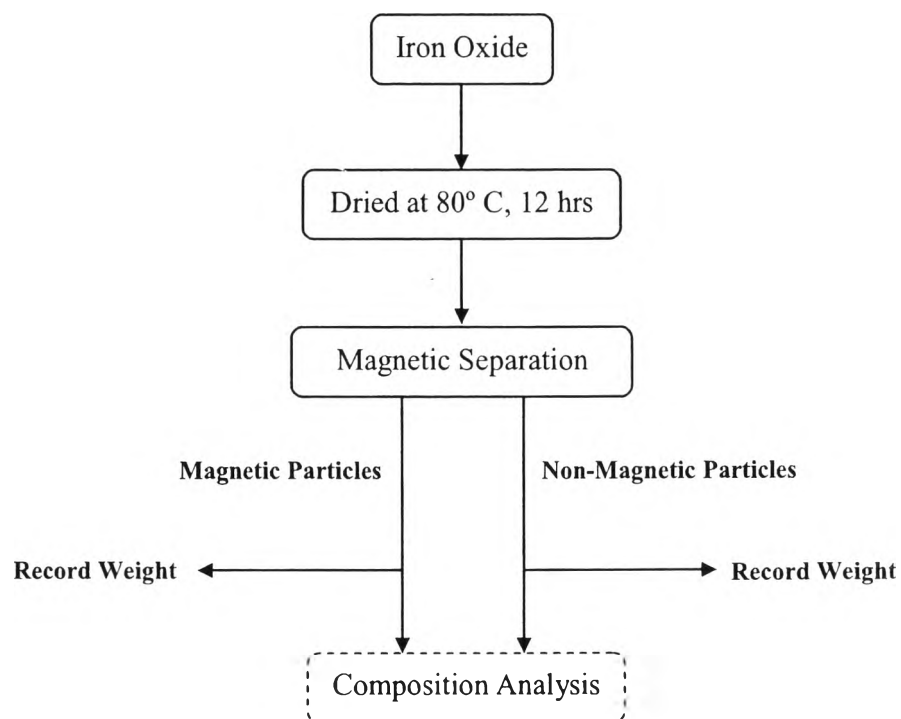 Iron Oxide
Dried at 80º C, 12 hrs
Magnetic Separation
Magnetic Particles
Non-Magnetic Particles
Record Weight
Record Weight
Composition Analysis